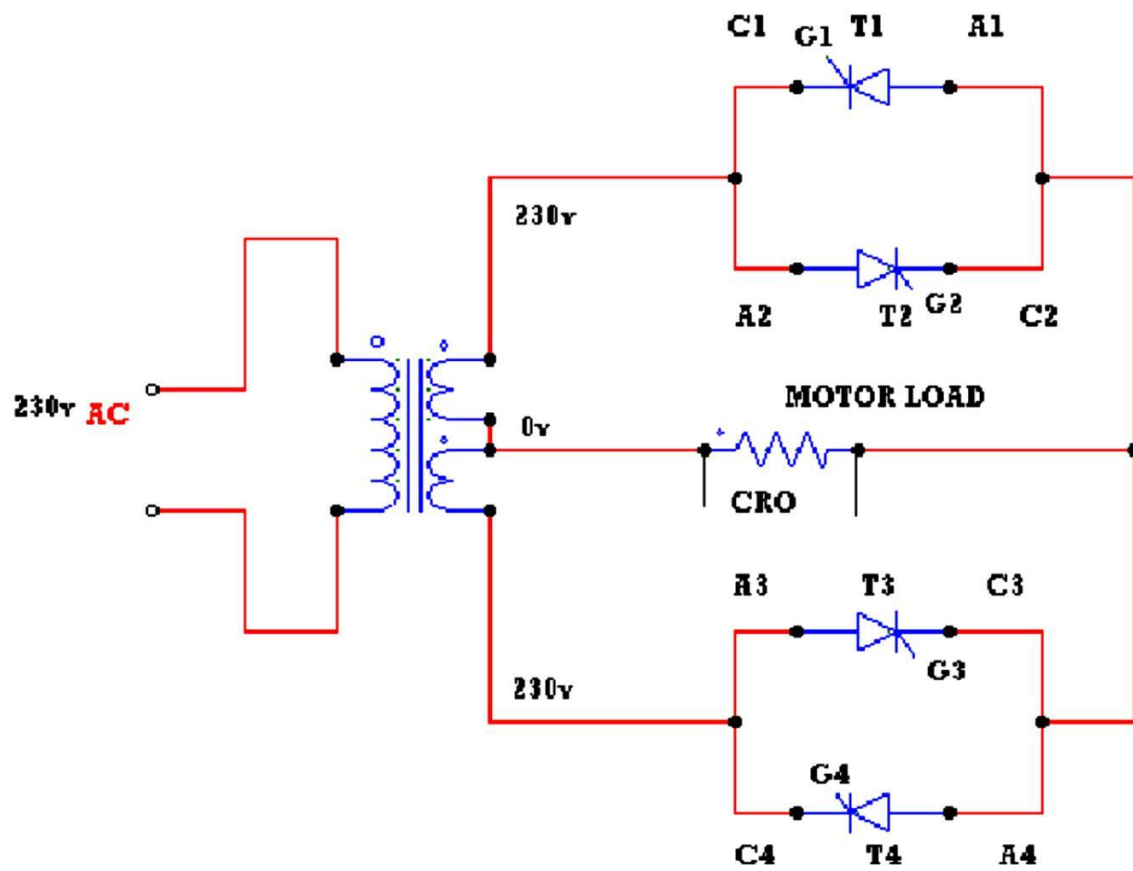 C1 T1 A1
G1
230v
A2 T2 G2 C2
MOTOR LOAD
230v AC
0v
CRO
A3 T3 C3
G3
230v
G4
C4 T4 A4